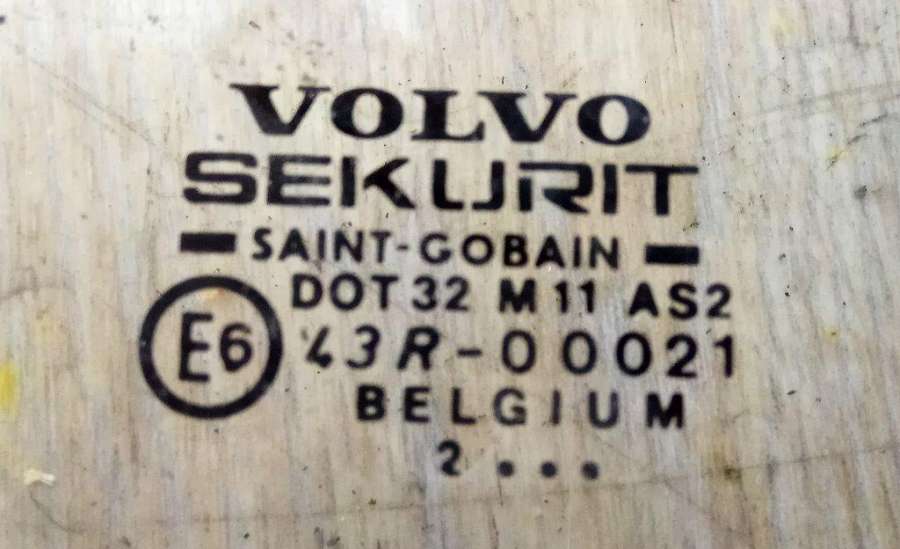 VOLVO
SEKURIT
SAINT-GOBAIN
DOT 32 M 11 AS2
E6 43R-00021
BELGIUM
2 . . .